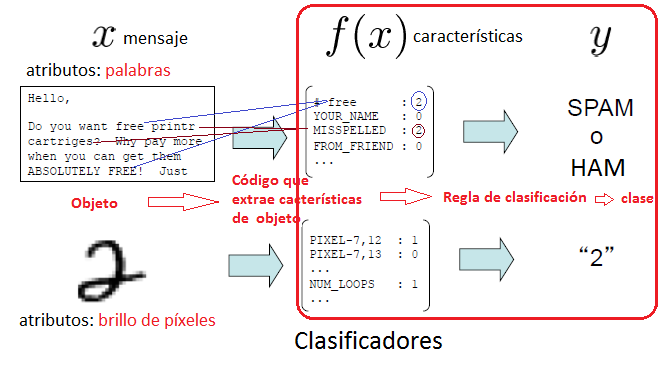 x mensaje
f(x) características
y
atributos: palabras
Hello,
Do you want free printr
cartriges? Why pay more
when you can get them
ABSOLUTELY FREE! Just
# free : 2
YOUR_NAME : 0
MISSPELLED : 2
FROM_FRIEND : 0
...
SPAM
o
HAM
Objeto
Código que
extrae cacterísticas
de objeto
Regla de clasificación
clase
2
PIXEL-7,12 : 1
PIXEL-7,13 : 0
...
NUM_LOOPS : 1
...
“2”
atributos: brillo de píxeles
Clasificadores